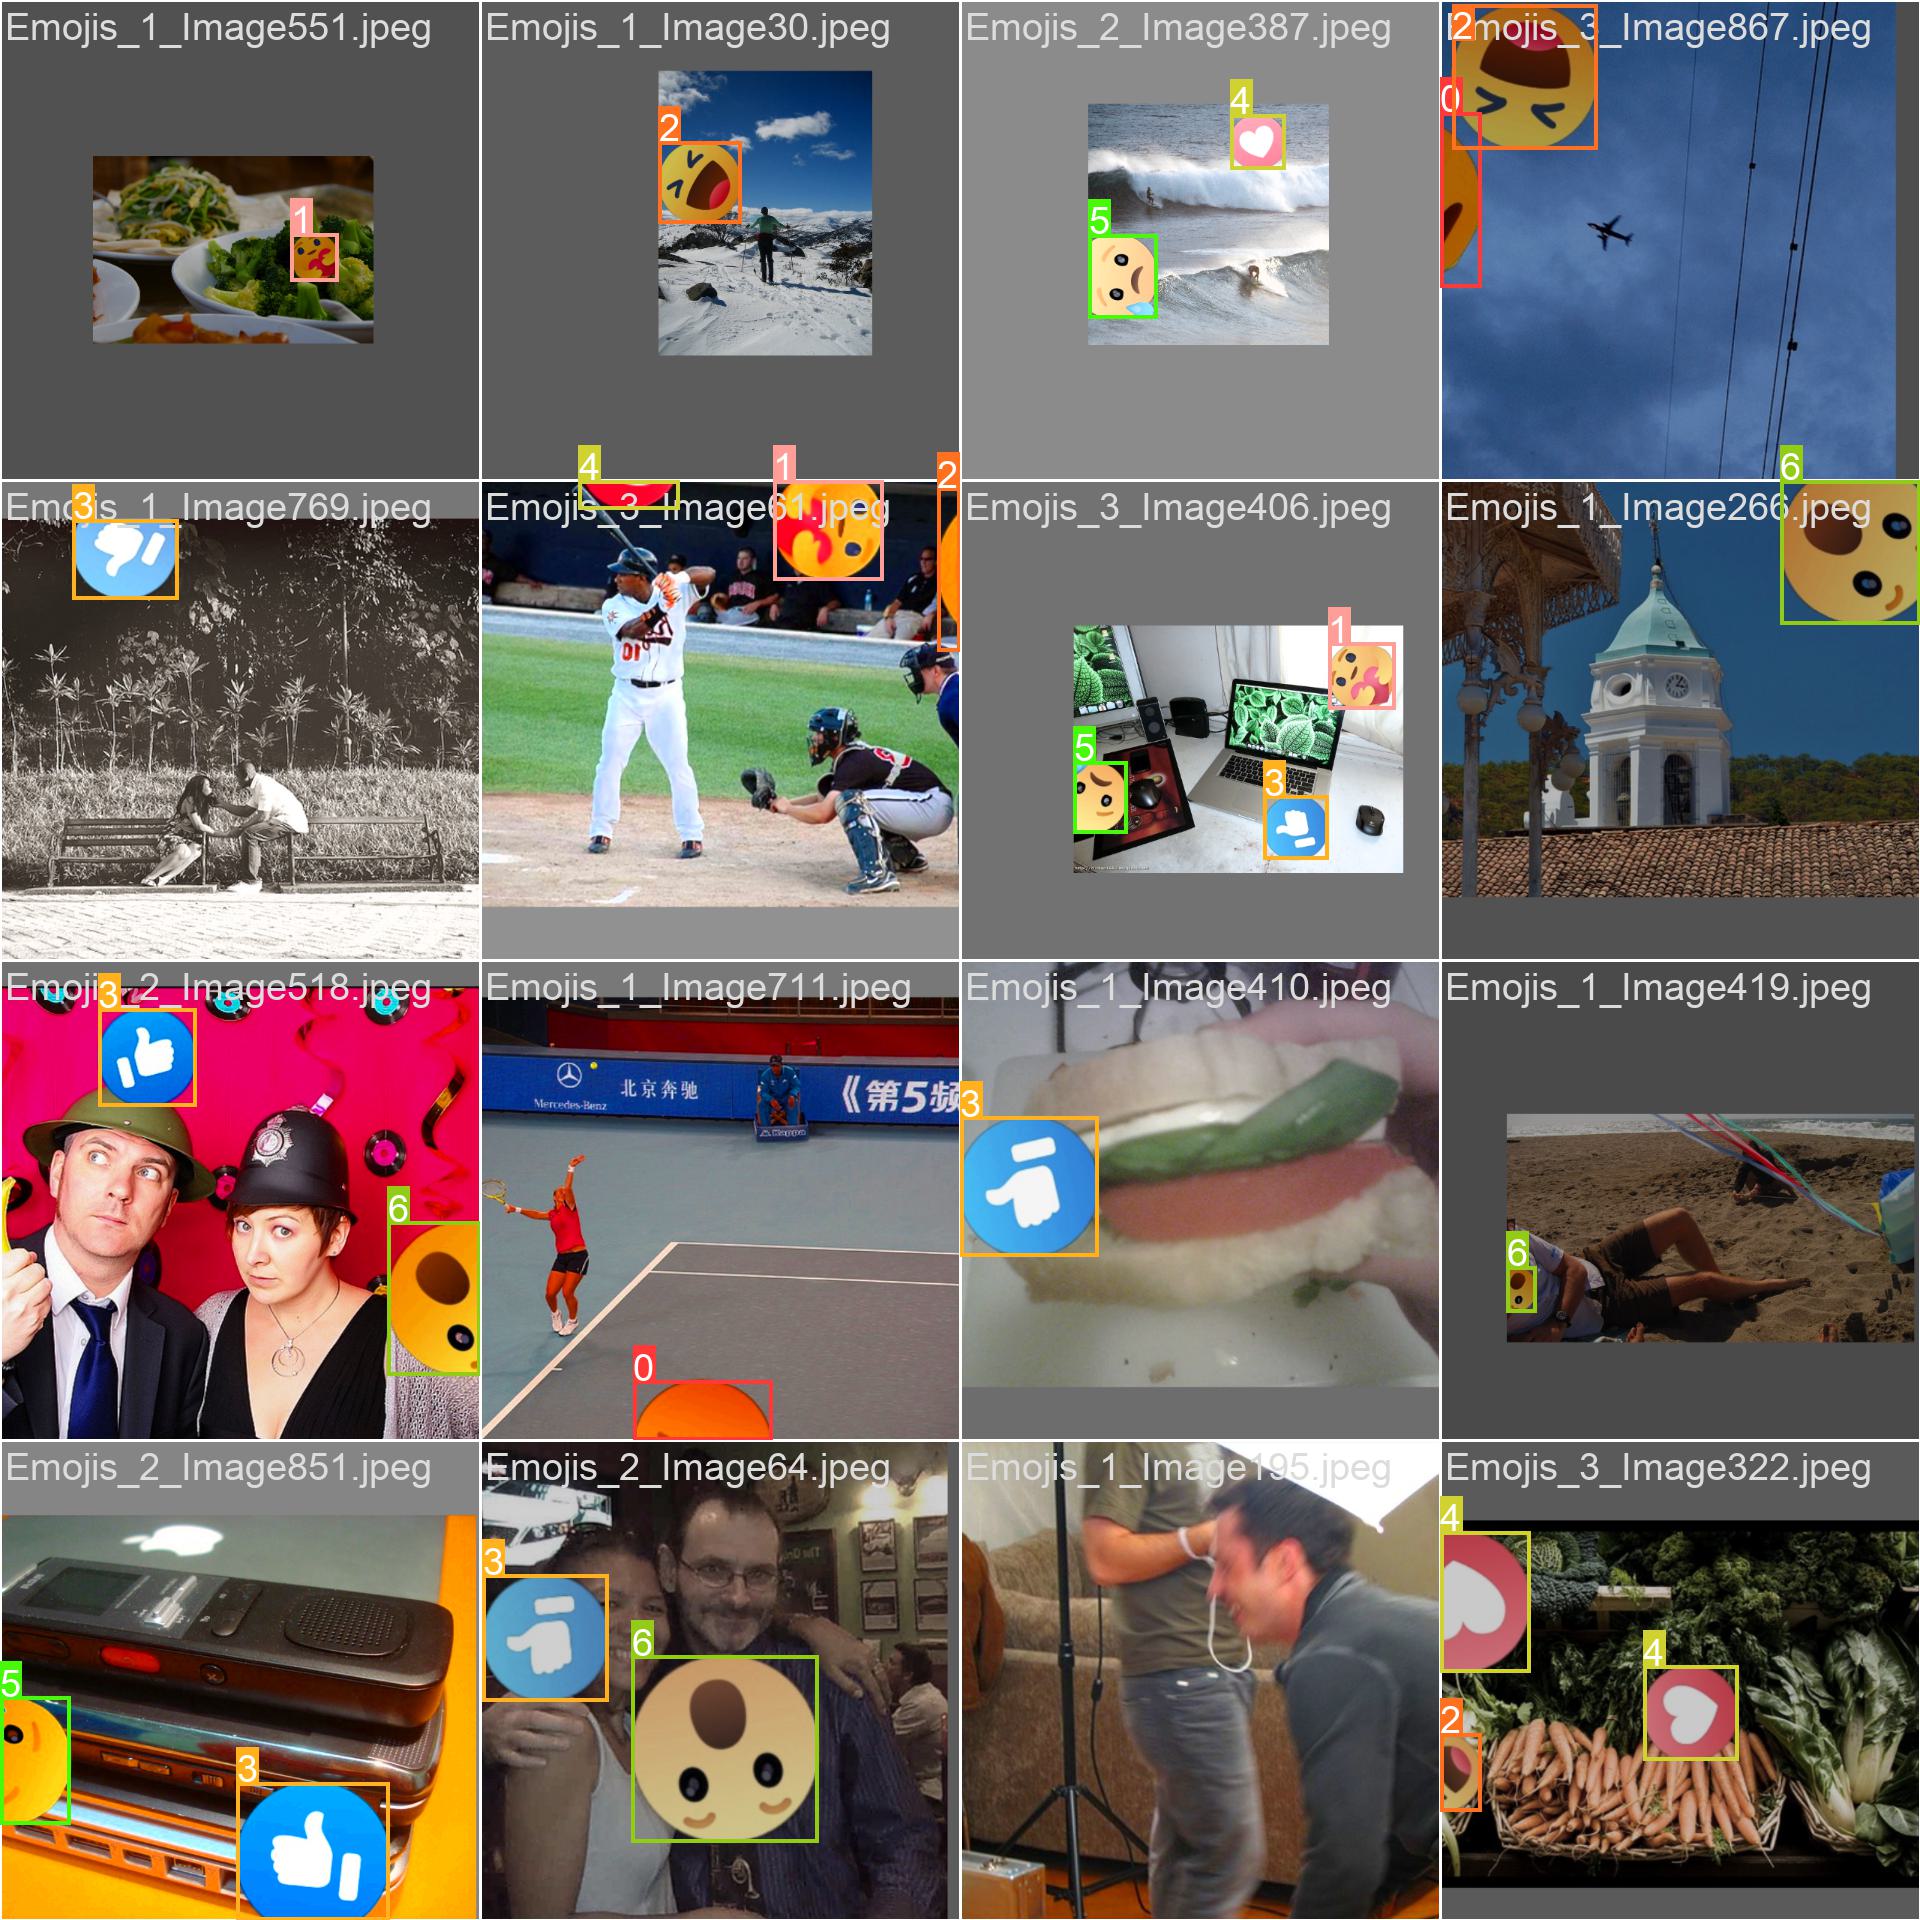 Emojis_1_Image551.jpeg
Emojis_1_Image30.jpeg
Emojis_2_Image387.jpeg
Emojis_3_Image867.jpeg
1
2
4
5
2
0
Emojis_1_Image769.jpeg
Emojis_3_Image61.jpeg
Emojis_3_Image406.jpeg
Emojis_1_Image266.jpeg
3
4
1
2
01
1
5
3
6
Emojis_2_Image518.jpeg
Emojis_1_Image711.jpeg
Emojis_1_Image410.jpeg
Emojis_1_Image419.jpeg
3
6
Mercedes-Benz
北京奔驰
《第5频
Kappa
0
3
6
Emojis_2_Image851.jpeg
Emojis_2_Image64.jpeg
Emojis_1_Image195.jpeg
Emojis_3_Image322.jpeg
5
3
3
6
4
4
2